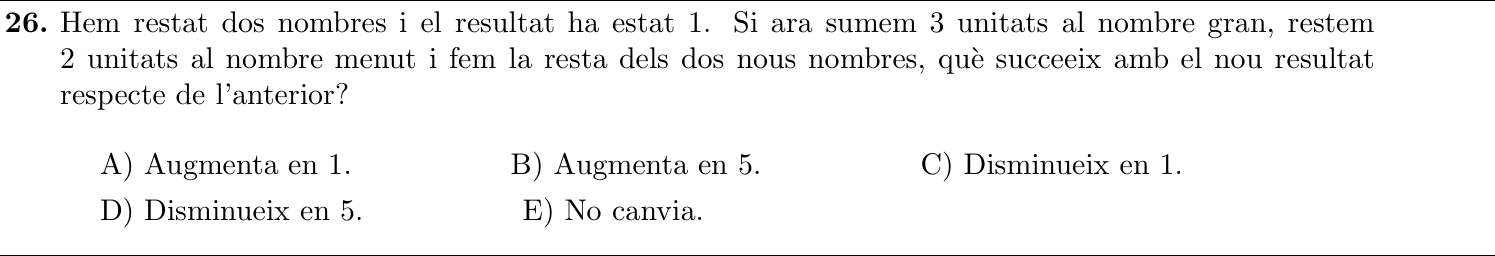 26. Hem restat dos nombres i el resultat ha estat 1. Si ara sumem 3 unitats al nombre gran, restem
2 unitats al nombre menut i fem la resta dels dos nous nombres, què succeeix amb el nou resultat
respecte de l'anterior?
A) Augmenta en 1. B) Augmenta en 5. C) Disminueix en 1.
D) Disminueix en 5. E) No canvia.